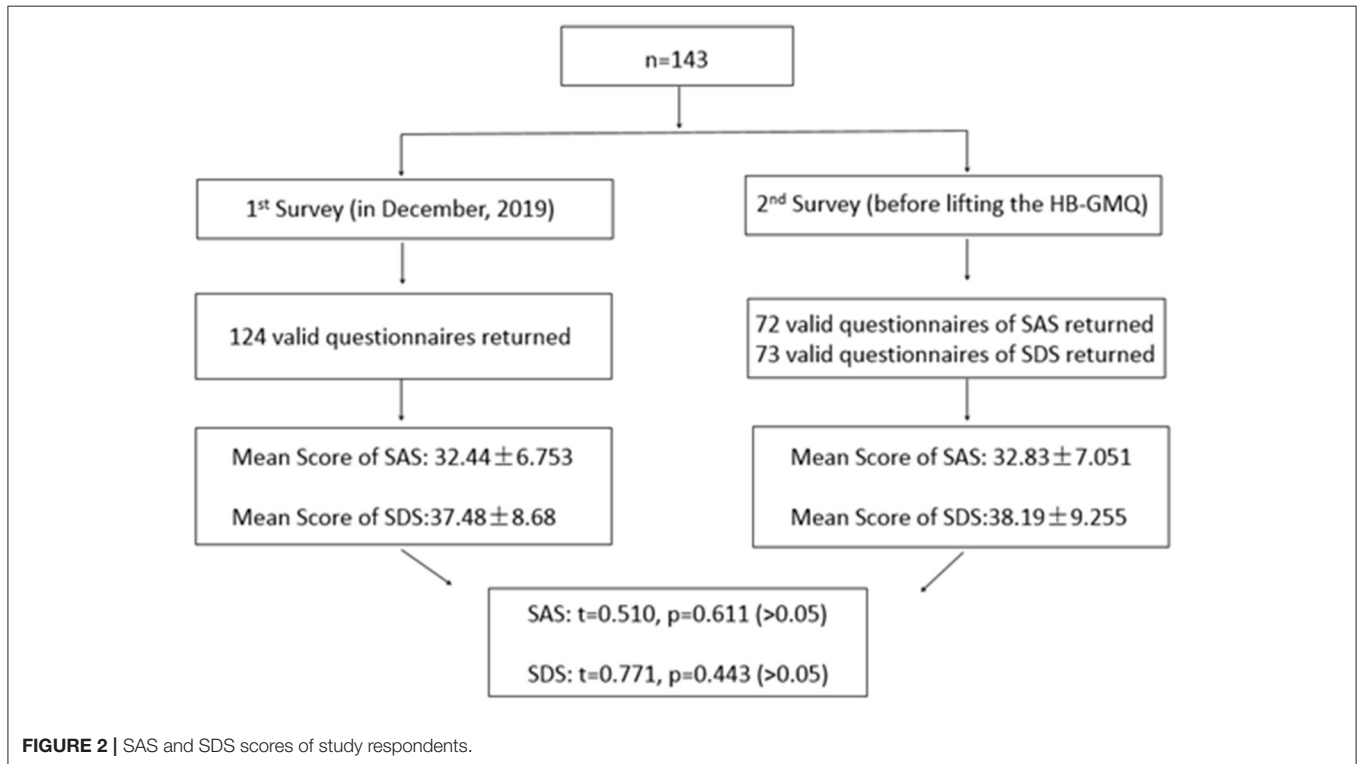 n=143
1st Survey (in December, 2019)
2nd Survey (before lifting the HB-GMQ)
124 valid questionnaires returned
72 valid questionnaires of SAS returned
73 valid questionnaires of SDS returned
Mean Score of SAS: 32.44±6.753
Mean Score of SDS:37.48±8.68
Mean Score of SAS: 32.83±7.051
Mean Score of SDS:38.19±9.255
SAS: t=0.510, p=0.611 (>0.05)
SDS: t=0.771, p=0.443 (>0.05)
FIGURE 2 | SAS and SDS scores of study respondents.